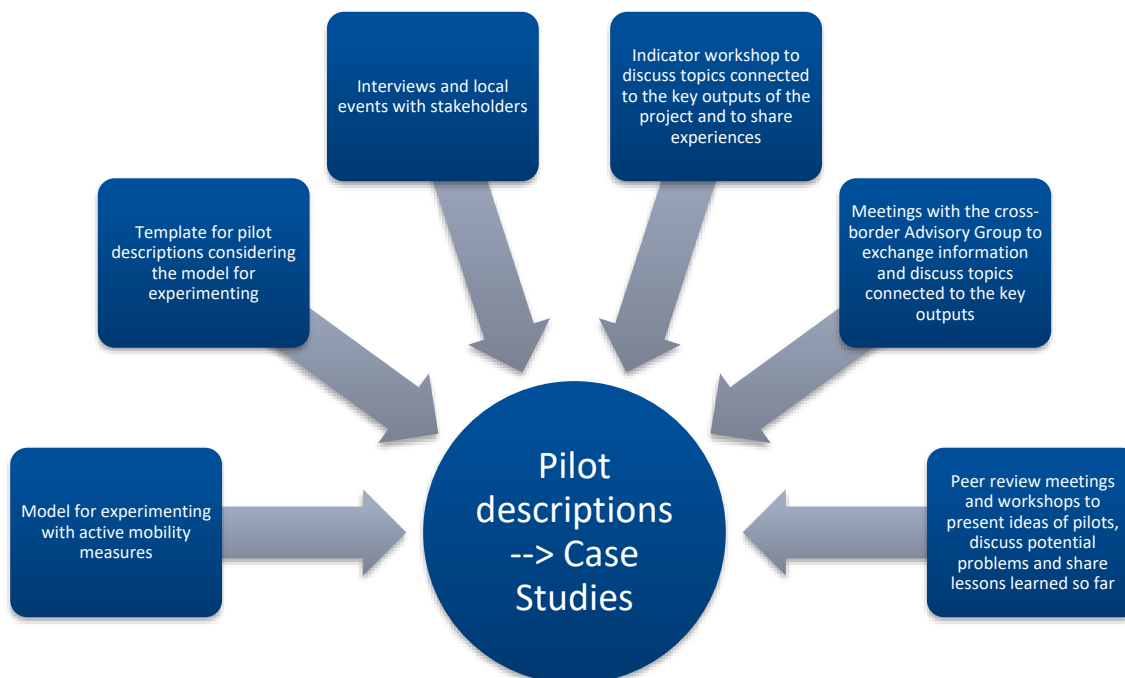 Interviews and local
events with stakeholders
Indicator workshop to
discuss topics connected
to the key outputs of the
project and to share
experiences
Template for pilot
descriptions considering
the model for
experimenting
Meetings with the cross-
border Advisory Group to
exchange information
and discuss topics
connected to the key
outputs
Model for experimenting
with active mobility
measures
Pilot
descriptions
--> Case
Studies
Peer review meetings
and workshops to
present ideas of pilots,
discuss potential
problems and share
lessons learned so far